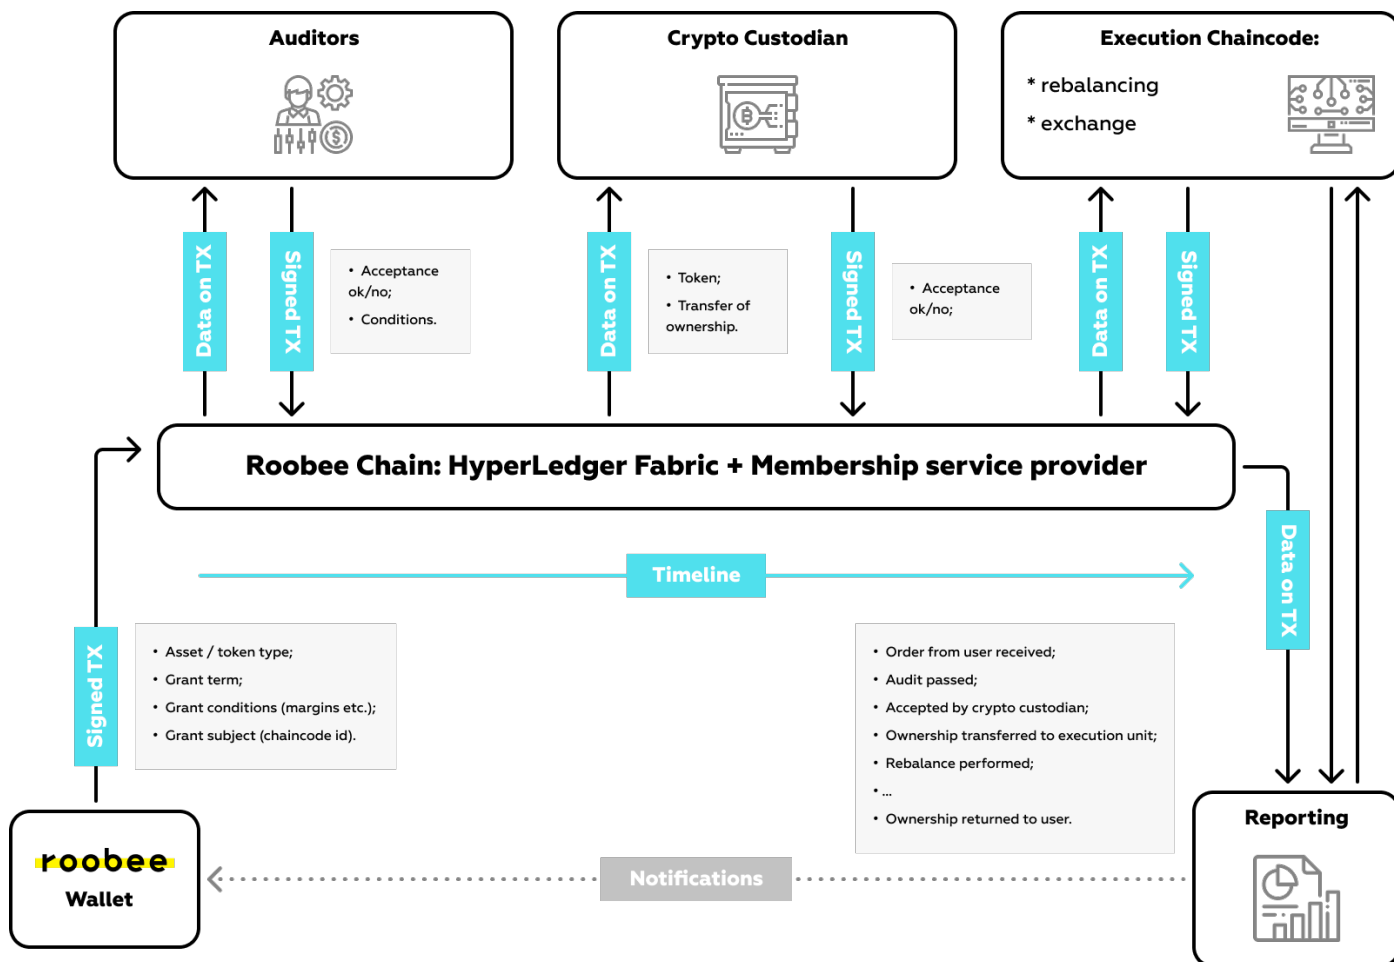 Auditors
Crypto Custodian
Execution Chaincode:
* rebalancing
* exchange
Data on TX
Signed TX
• Acceptance
ok/no;
• Conditions.
Data on TX
• Token;
• Transfer of
ownership.
Signed TX
• Acceptance
ok/no;
Data on TX
Signed TX
Roobee Chain: HyperLedger Fabric + Membership service provider
Data on TX
Timeline
Signed TX
• Asset / token type;
• Grant term;
• Grant conditions (margins etc.);
• Grant subject (chaincode id).
• Order from user received;
• Audit passed;
• Accepted by crypto custodian;
• Ownership transferred to execution unit;
• Rebalance performed;
• ...
• Ownership returned to user.
roobee
Wallet
Notifications
Reporting